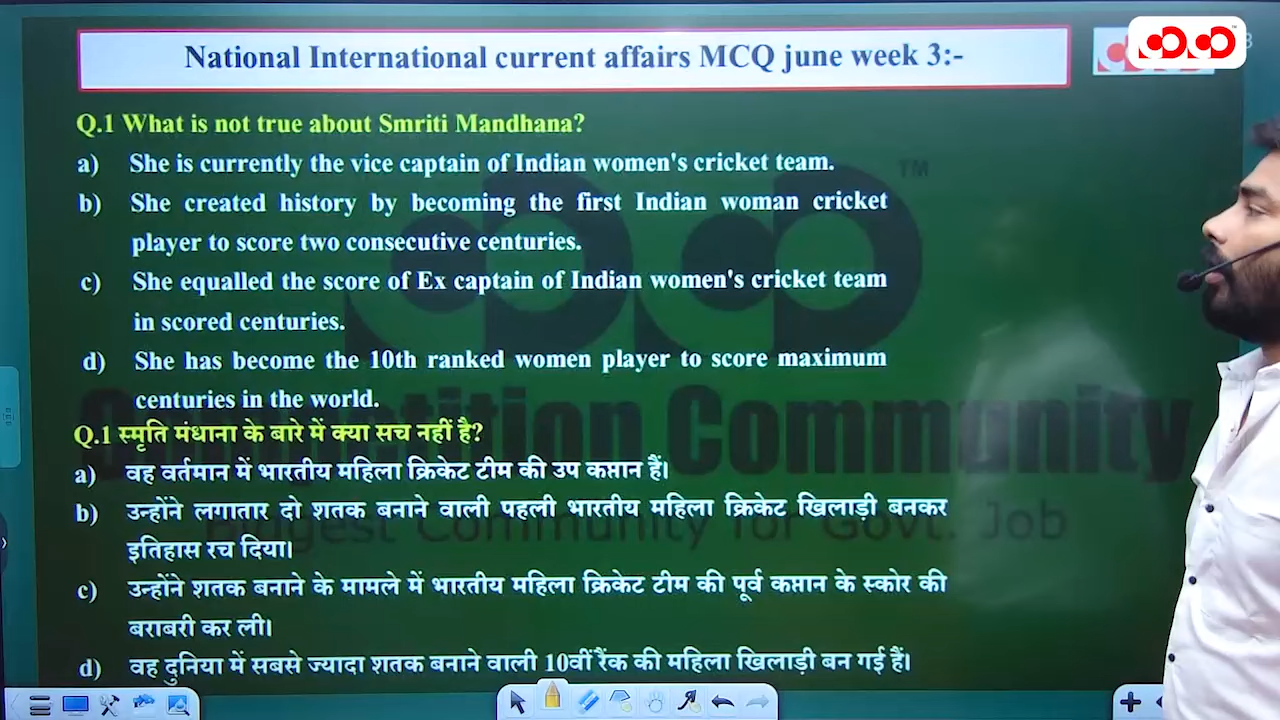 National International current affairs MCQ june week 3:-
Q.1 What is not true about Smriti Mandhana?
a) She is currently the vice captain of Indian women's cricket team.
b) She created history by becoming the first Indian woman cricket
player to score two consecutive centuries.
c) She equalled the score of Ex captain of Indian women's cricket team
in scored centuries.
d) She has become the 10th ranked women player to score maximum
centuries in the world.
Q.1 स्मृति मंधाना के बारे में क्या सच नहीं है?
a) वह वर्तमान में भारतीय महिला क्रिकेट टीम की उप कप्तान हैं।
b) उन्होंने लगातार दो शतक बनाने वाली पहली भारतीय महिला क्रिकेट खिलाड़ी बनकर
इतिहास रच दिया।
c) उन्होंने शतक बनाने के मामले में भारतीय महिला क्रिकेट टीम की पूर्व कप्तान के स्कोर की
बराबरी कर ली।
d) वह दुनिया में सबसे ज्यादा शतक बनाने वाली 10वीं रैंक की महिला खिलाड़ी बन गई हैं।
TM
Competition Community
Biggest Community for Govt. Job